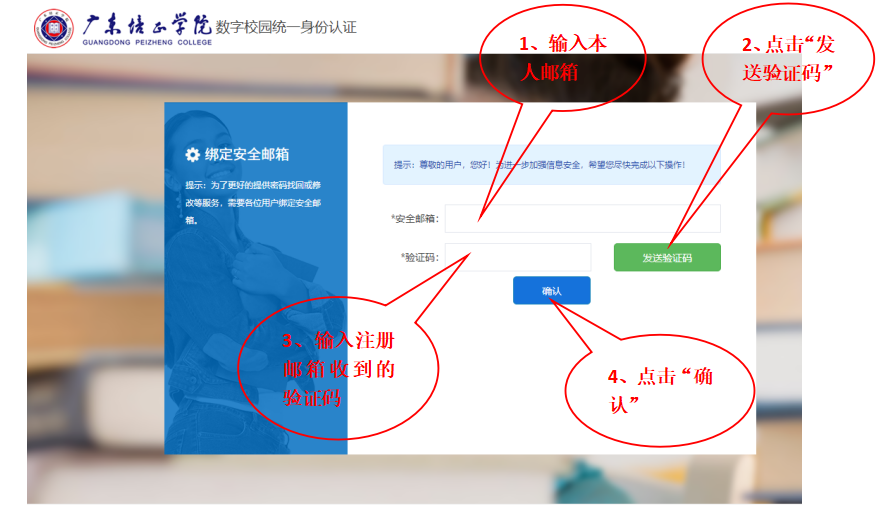 广东培正学院 数字校园统一身份认证
GUANGDONG PEIZHENG COLLEGE
1、输入本
人邮箱
2、点击“发
送验证码”
绑定安全邮箱
提示：为了更好的提供密码找回或修
改等服务，需要各位用户绑定安全邮
箱。
提示：尊敬的用户，您好！为进一步加强信息安全，希望您尽快完成以下操作！
*安全邮箱：
*验证码：
发送验证码
确认
3、输入注册
邮箱收到的
验证码
4、点击“确
认”